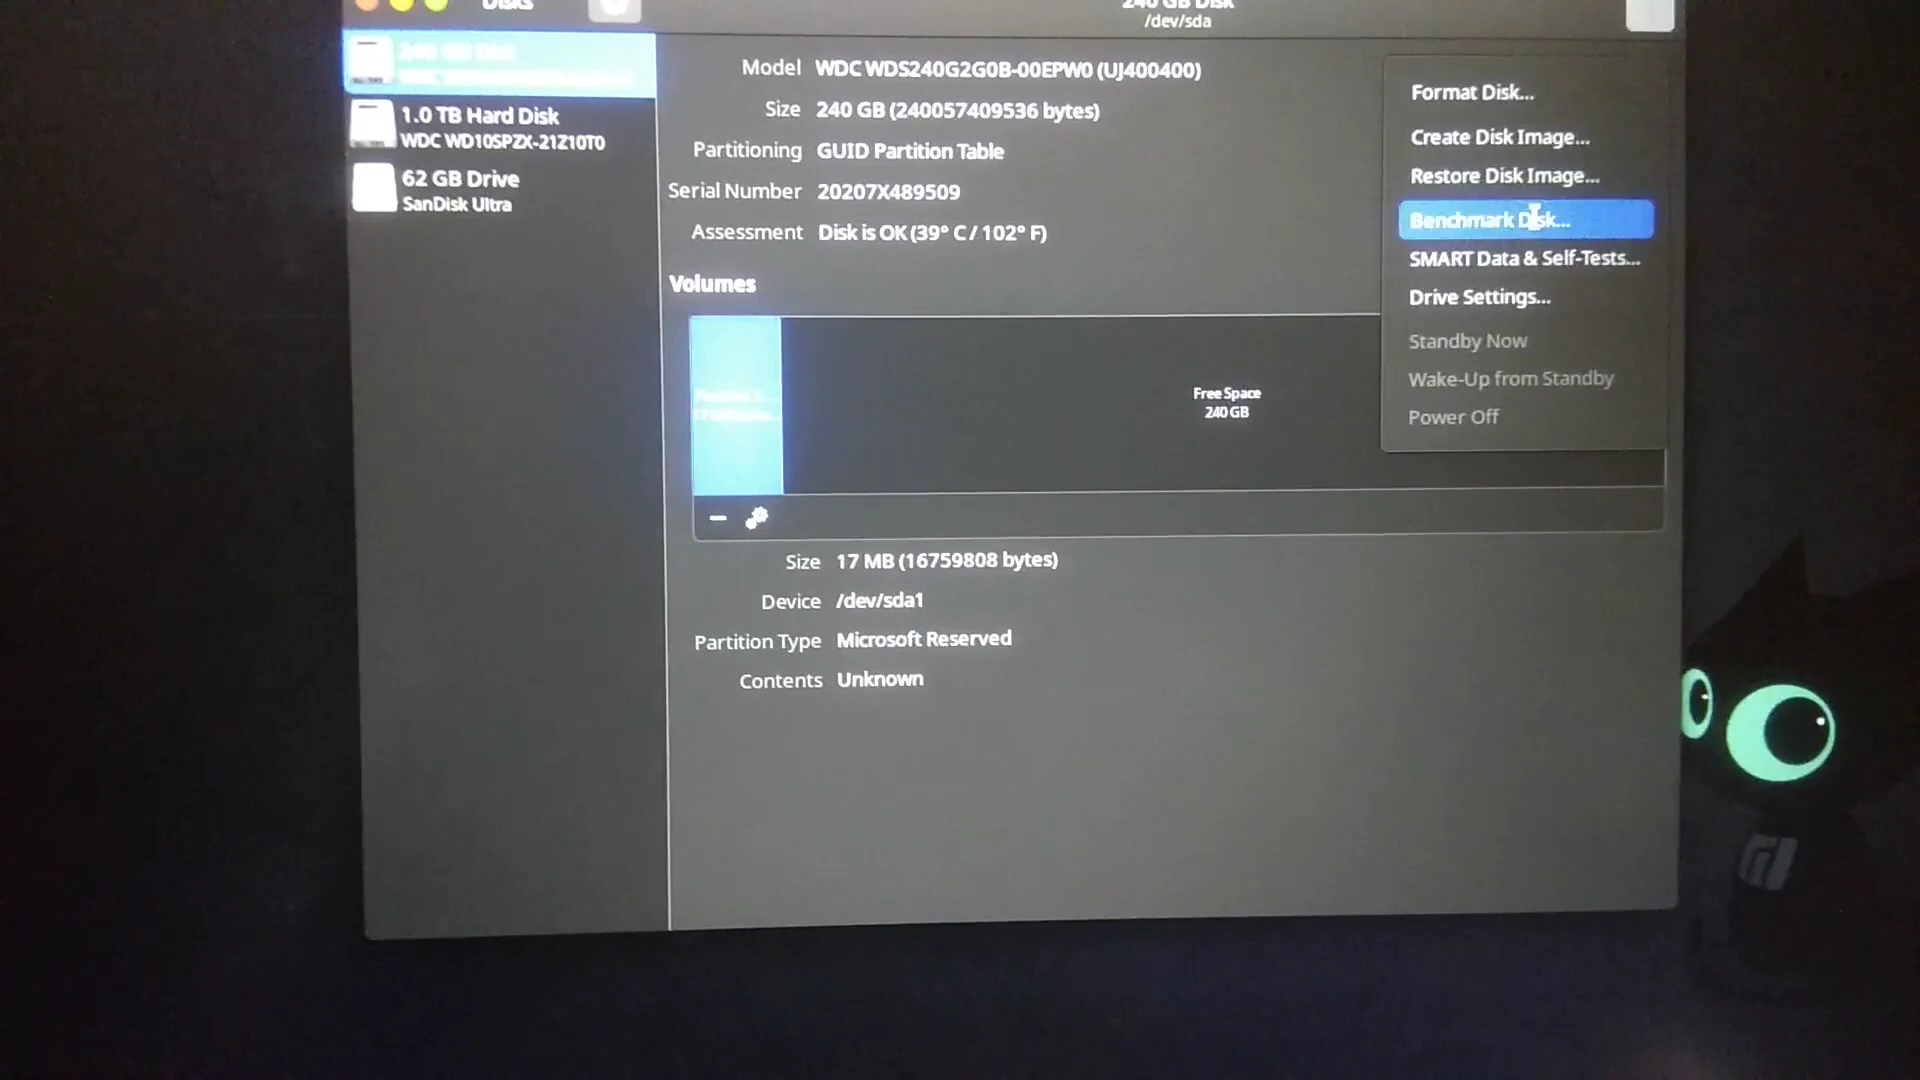 Disks
240 GB Disk
/dev/sda
1.0 TB Hard Disk
WDC WD10SPZX-21Z10T0
62 GB Drive
SanDisk Ultra
Model WDC WDS240G2G0B-00EPW0 (UJ400400)
Size 240 GB (240057409536 bytes)
Partitioning GUID Partition Table
Serial Number 20207X489509
Assessment Disk is OK (39° C / 102° F)
Volumes
Free Space
240 GB
Size 17 MB (16759808 bytes)
Device /dev/sda1
Partition Type Microsoft Reserved
Contents Unknown
Format Disk...
Create Disk Image...
Restore Disk Image...
Benchmark Disk...
SMART Data & Self-Tests...
Drive Settings...
Standby Now
Wake-Up from Standby
Power Off